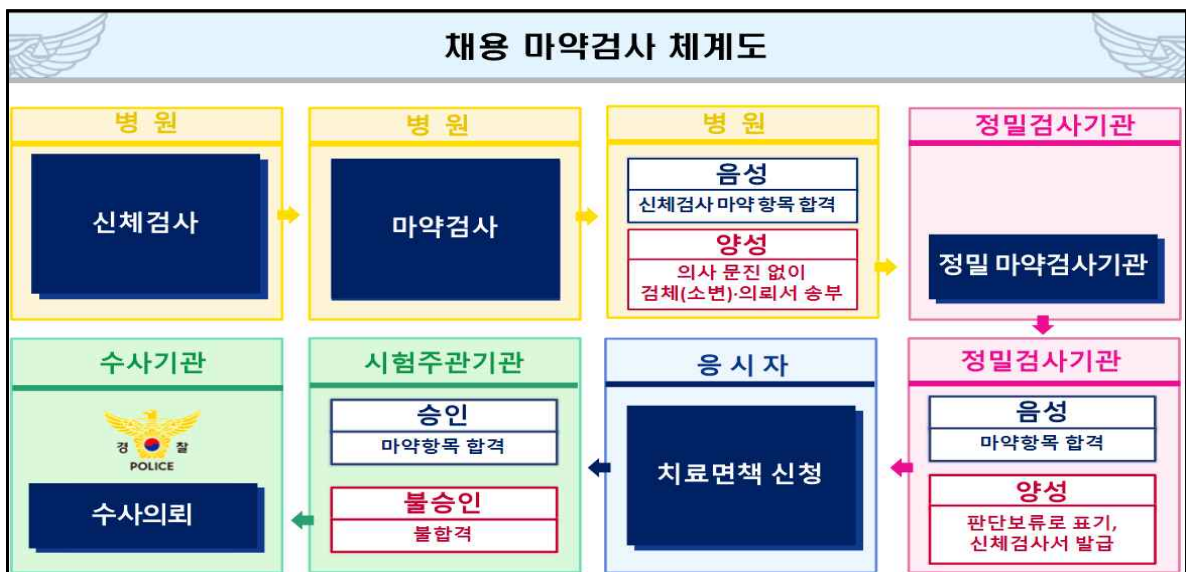 채용 마약검사 체계도
병 원
신체검사
병 원
마약검사
병 원
음성
신체검사 마약 항목 합격
양성
의사 문진 없이
검체(소변)·의뢰서 송부
정밀검사기관
정밀 마약검사기관
정밀검사기관
음성
마약항목 합격
양성
판단보류로 표기,
신체검사서 발급
응 시 자
치료면책 신청
시험주관기관
승인
마약항목 합격
불승인
불합격
수사기관
경 찰
POLICE
수사의뢰